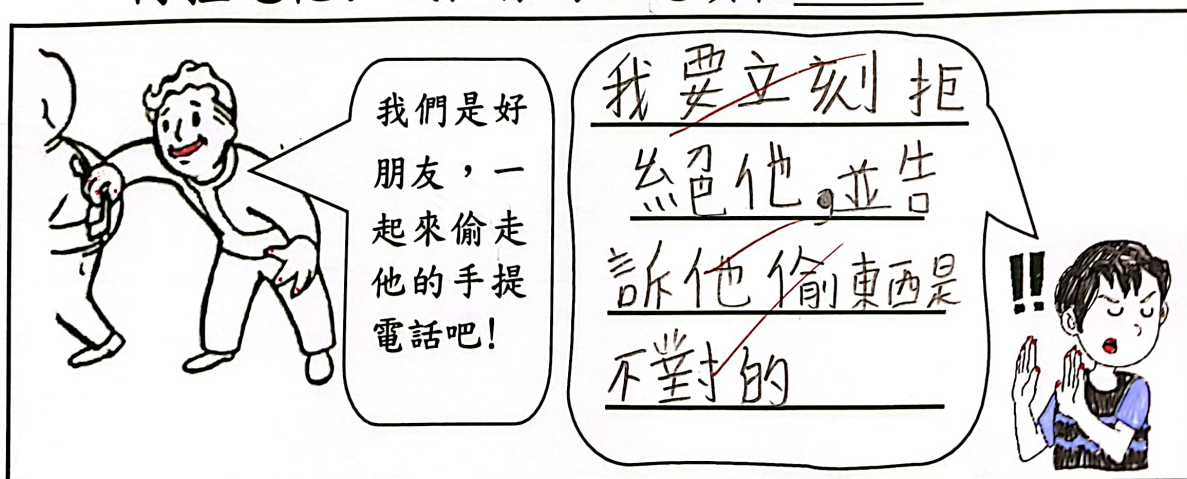 我們是好
朋友，一
起來偷走
他的手提
電話吧！
我要立刻拒
絕他，並告
訴他偷東西是
不對的
!!